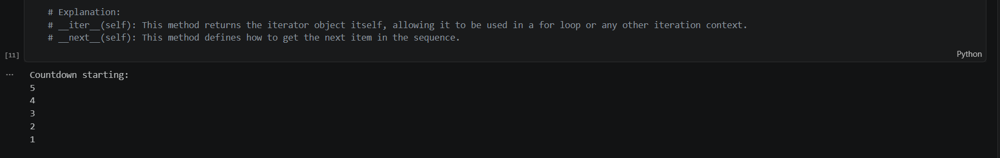 # Explanation:
# __iter__(self): This method returns the iterator object itself, allowing it to be used in a for loop or any other iteration context.
# __next__(self): This method defines how to get the next item in the sequence.
[11]
Python
...
Countdown starting:
5
4
3
2
1